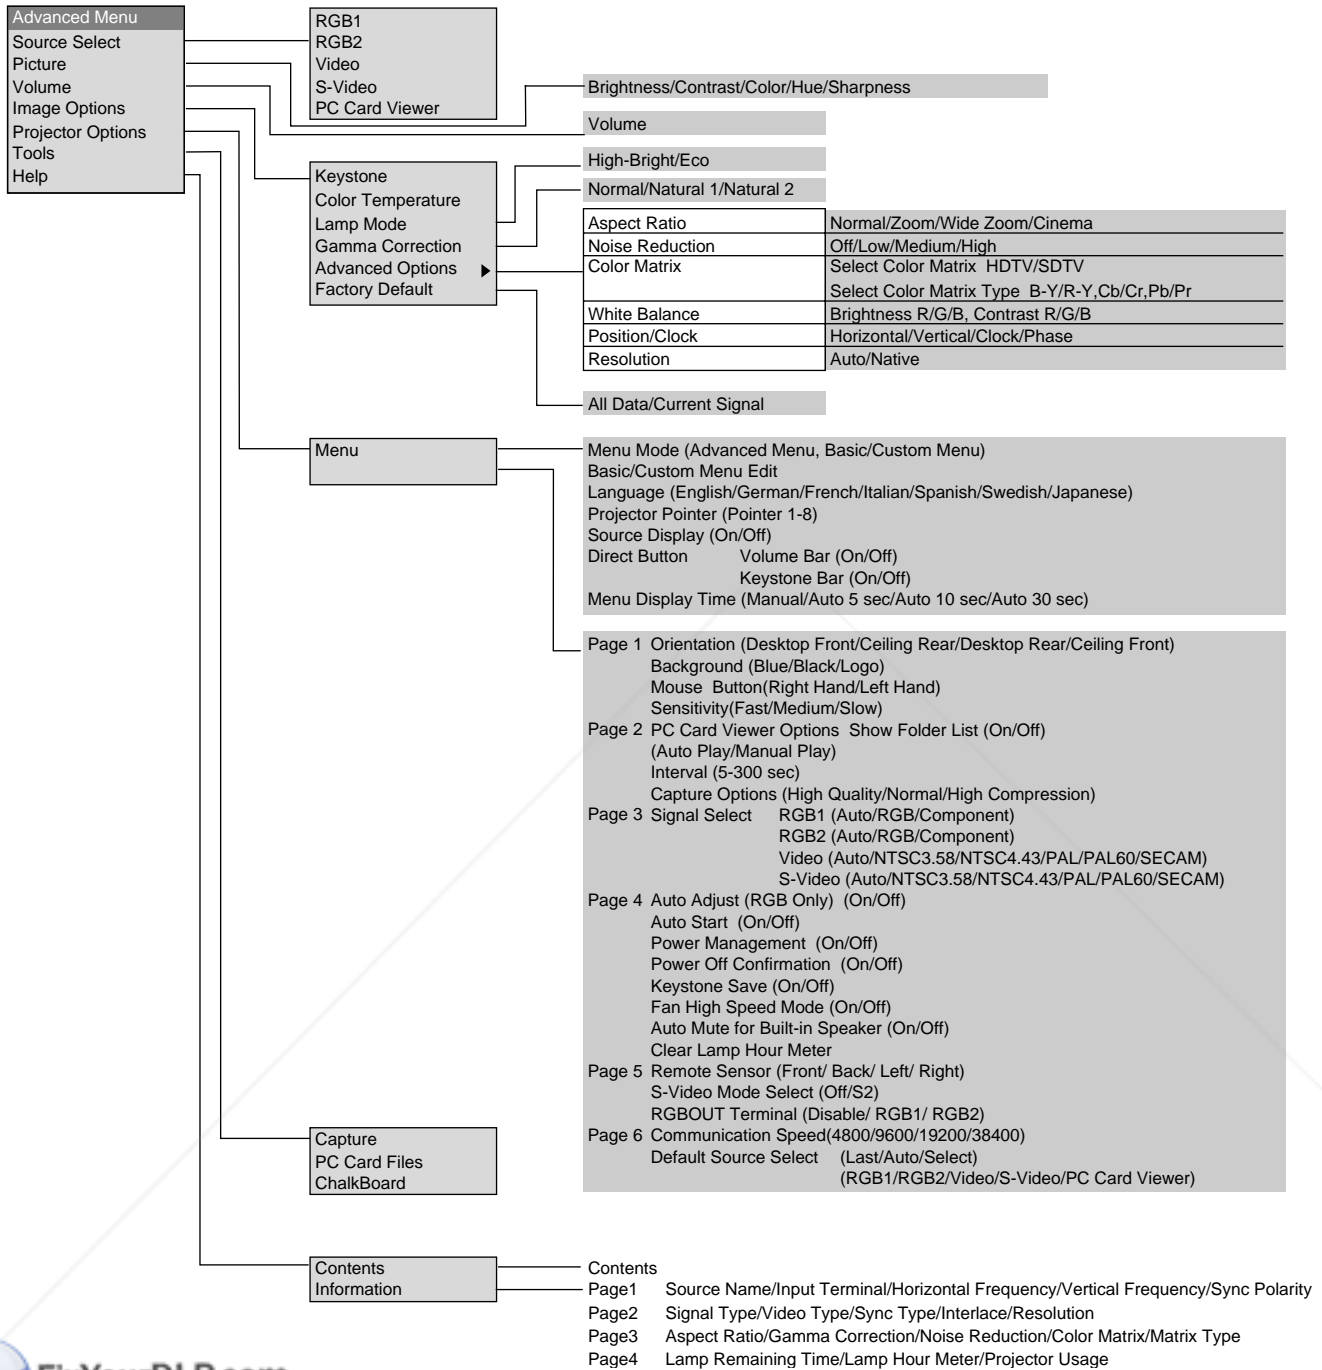 Advanced Menu
Source Select
Picture
Volume
Image Options
Projector Options
Tools
Help
RGB1
RGB2
Video
S-Video
PC Card Viewer
Brightness/Contrast/Color/Hue/Sharpness
Volume
Keystone
Color Temperature
Lamp Mode
Gamma Correction
Advanced Options
Factory Default
High-Bright/Eco
Normal/Natural 1/Natural 2
Aspect Ratio Normal/Zoom/Wide Zoom/Cinema
Noise Reduction Off/Low/Medium/High
Color Matrix Select Color Matrix HDTV/SDTV
Select Color Matrix Type B-Y/R-Y,Cb/Cr,Pb/Pr
White Balance Brightness R/G/B, Contrast R/G/B
Position/Clock Horizontal/Vertical/Clock/Phase
Resolution Auto/Native
All Data/Current Signal
Menu
Menu Mode (Advanced Menu, Basic/Custom Menu)
Basic/Custom Menu Edit
Language (English/German/French/Italian/Spanish/Swedish/Japanese)
Projector Pointer (Pointer 1-8)
Source Display (On/Off)
Direct Button Volume Bar (On/Off)
Keystone Bar (On/Off)
Menu Display Time (Manual/Auto 5 sec/Auto 10 sec/Auto 30 sec)
Page 1 Orientation (Desktop Front/Ceiling Rear/Desktop Rear/Ceiling Front)
Background (Blue/Black/Logo)
Mouse Button(Right Hand/Left Hand)
Sensitivity(Fast/Medium/Slow)
Page 2 PC Card Viewer Options Show Folder List (On/Off)
(Auto Play/Manual Play)
Interval (5-300 sec)
Capture Options (High Quality/Normal/High Compression)
Page 3 Signal Select RGB1 (Auto/RGB/Component)
RGB2 (Auto/RGB/Component)
Video (Auto/NTSC3.58/NTSC4.43/PAL/PAL60/SECAM)
S-Video (Auto/NTSC3.58/NTSC4.43/PAL/PAL60/SECAM)
Page 4 Auto Adjust (RGB Only) (On/Off)
Auto Start (On/Off)
Power Management (On/Off)
Power Off Confirmation (On/Off)
Keystone Save (On/Off)
Fan High Speed Mode (On/Off)
Auto Mute for Built-in Speaker (On/Off)
Clear Lamp Hour Meter
Page 5 Remote Sensor (Front/ Back/ Left/ Right)
S-Video Mode Select (Off/S2)
RGBOUT Terminal (Disable/ RGB1/ RGB2)
Page 6 Communication Speed(4800/9600/19200/38400)
Default Source Select (Last/Auto/Select)
(RGB1/RGB2/Video/S-Video/PC Card Viewer)
Capture
PC Card Files
ChalkBoard
Contents
Information
Contents
Page1 Source Name/Input Terminal/Horizontal Frequency/Vertical Frequency/Sync Polarity
Page2 Signal Type/Video Type/Sync Type/Interlace/Resolution
Page3 Aspect Ratio/Gamma Correction/Noise Reduction/Color Matrix/Matrix Type
Page4 Lamp Remaining Time/Lamp Hour Meter/Projector Usage
FixYourDLP.com